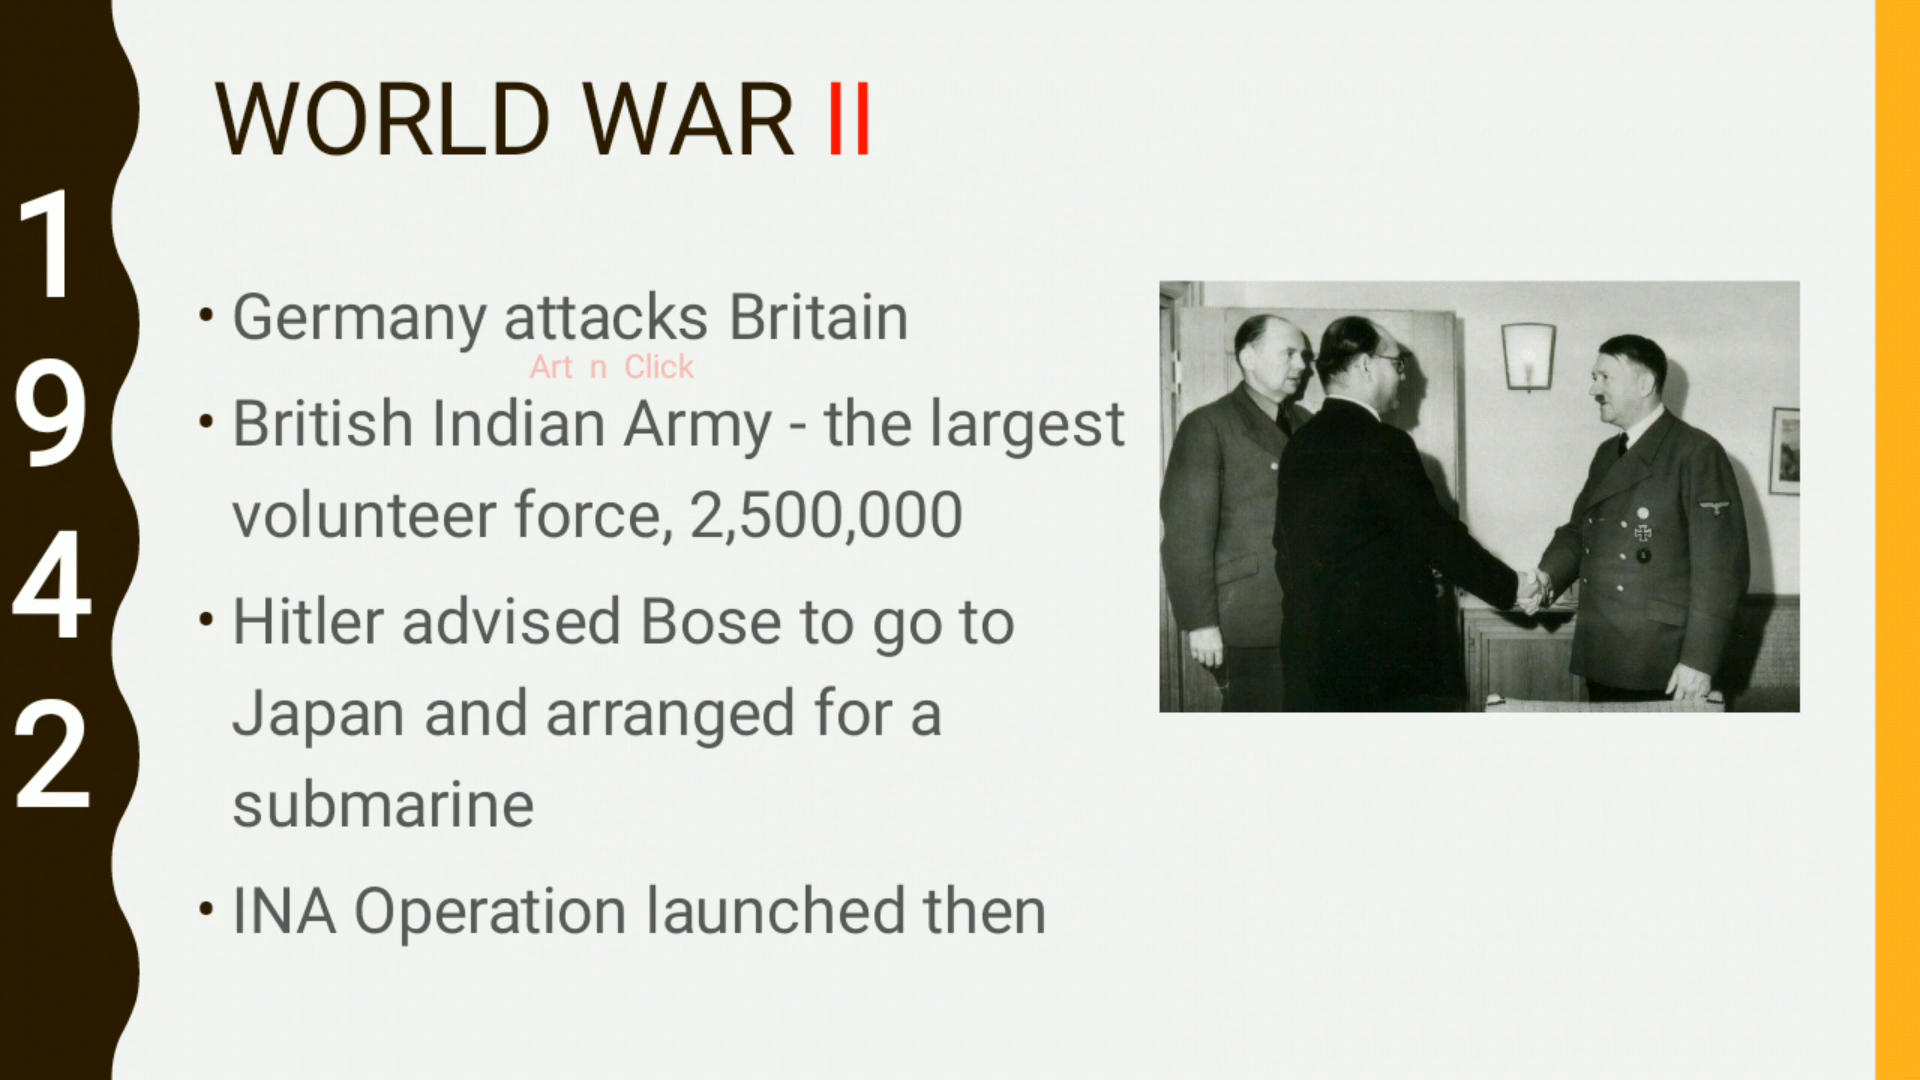 WORLD WAR II
1
9
4
2
• Germany attacks Britain
Art n Click
• British Indian Army - the largest
volunteer force, 2,500,000
• Hitler advised Bose to go to
Japan and arranged for a
submarine
• INA Operation launched then